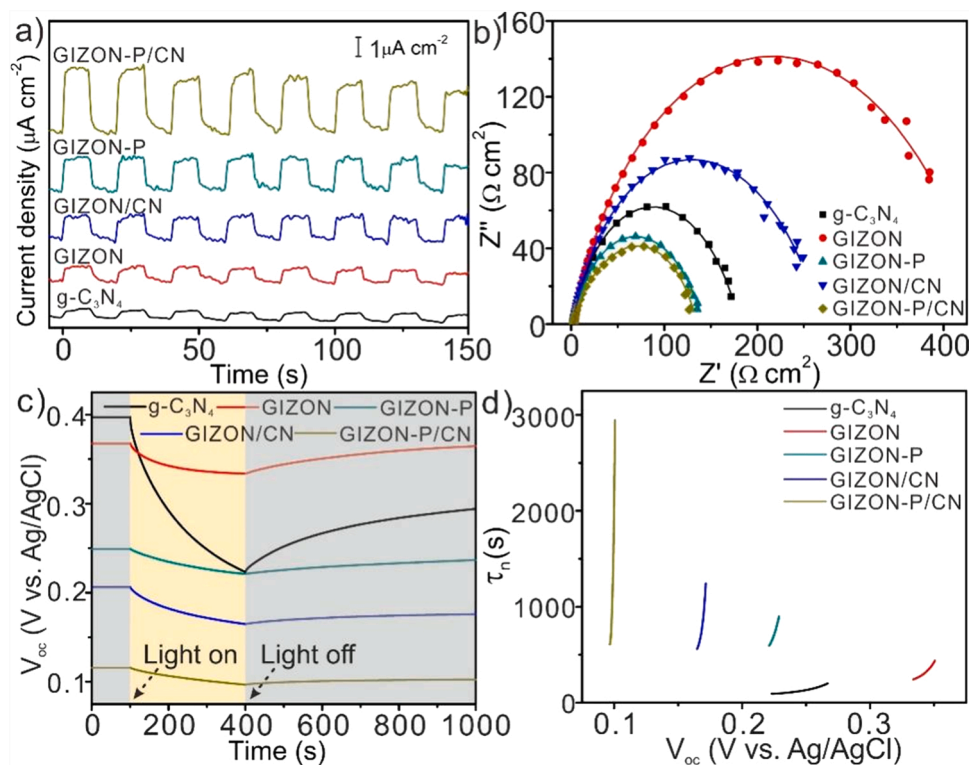 a)
GIZON-P/CN
1μA cm⁻²
GIZON-P
GIZON/CN
GIZON
g-C₃N₄
Current density (μA cm⁻²)
0 50 100 150
Time (s)
b)
160
120
80
40
0
Z'' (Ω cm²)
g-C₃N₄
GIZON
GIZON-P
GIZON/CN
GIZON-P/CN
0 100 200 300 400
Z' (Ω cm²)
c)
g-C₃N₄ GIZON GIZON-P
GIZON/CN GIZON-P/CN
0.4
0.3
0.2
0.1
V_oc (V vs. Ag/AgCl)
Light on Light off
0 200 400 600 800 1000
Time (s)
d)
3000
2000
1000
0
τₙ(s)
g-C₃N₄
GIZON
GIZON-P
GIZON/CN
GIZON-P/CN
0.1 0.2 0.3
V_oc (V vs. Ag/AgCl)